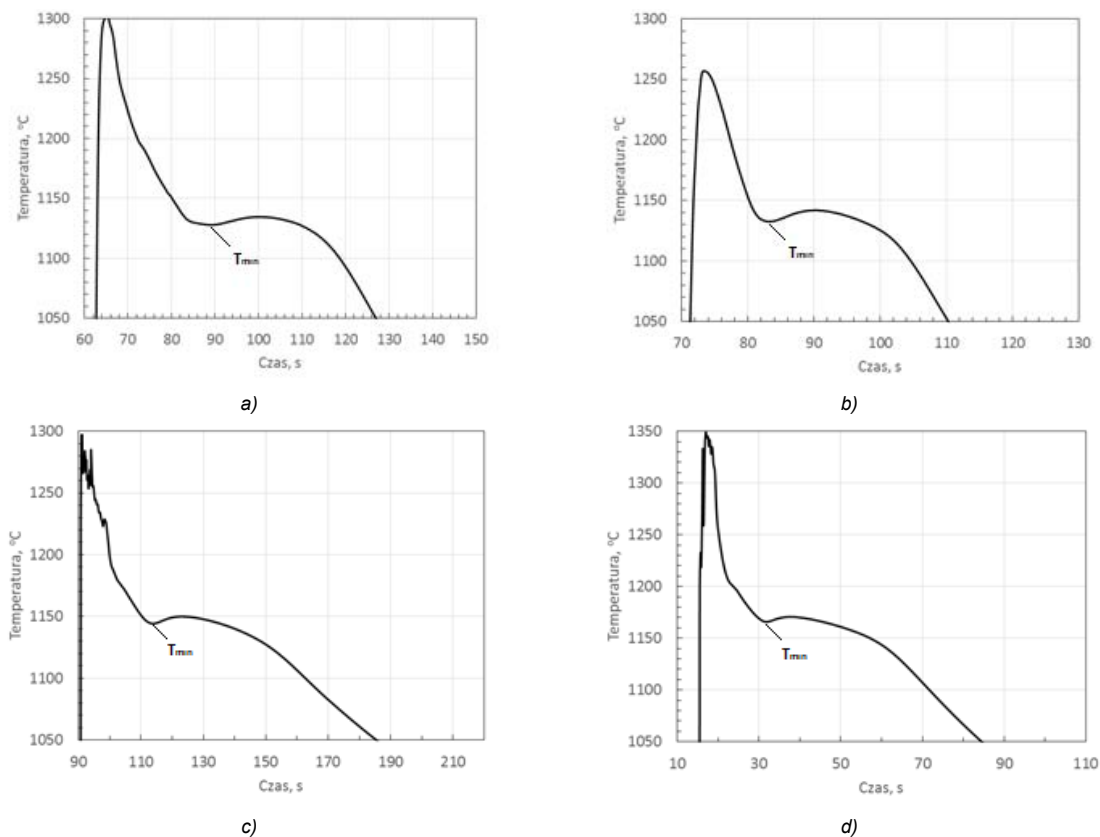 1300
1250
1200
1150
1100
1050
Temperatura, °C
Tmin
60 70 80 90 100 110 120 130 140 150
Czas, s
a)
1300
1250
1200
1150
1100
1050
Temperatura, °C
Tmin
70 80 90 100 110 120 130
Czas, s
b)
1300
1250
1200
1150
1100
1050
Temperatura, °C
Tmin
90 110 130 150 170 190 210
Czas, s
c)
1350
1300
1250
1200
1150
1100
1050
Temperatura, °C
Tmin
10 30 50 70 90 110
Czas, s
d)